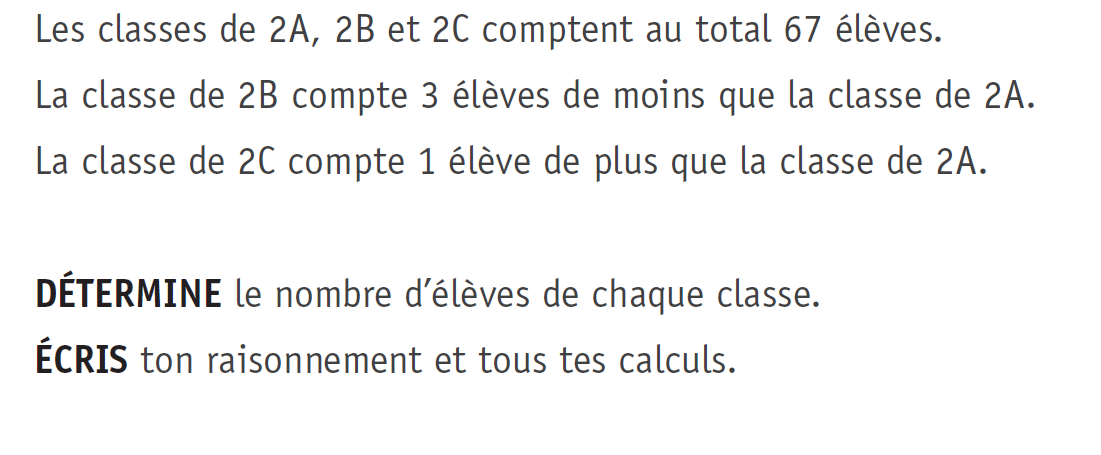 Les classes de 2A, 2B et 2C comptent au total 67 élèves.
La classe de 2B compte 3 élèves de moins que la classe de 2A.
La classe de 2C compte 1 élève de plus que la classe de 2A.
DÉTERMINE le nombre d’élèves de chaque classe.
ÉCRIS ton raisonnement et tous tes calculs.